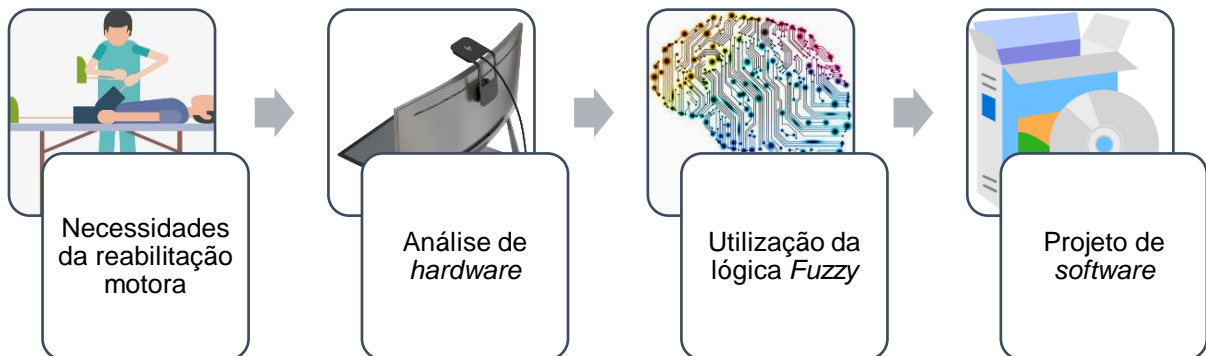 Necessidades
da reabilitação
motora
Análise de
hardware
Utilização da
lógica Fuzzy
Projeto de
software